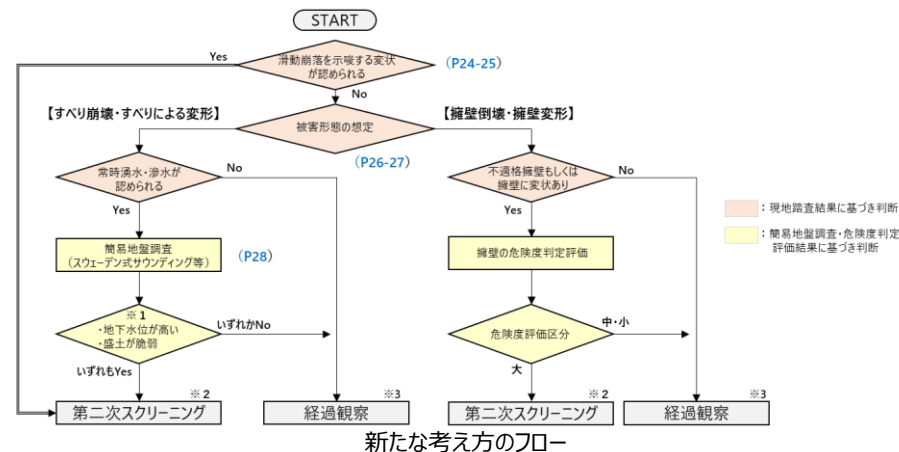 START
Yes
滑動崩落を示唆する変状
が認められる
(P24-25)
No
【すべり崩壊・すべりによる変形】
【擁壁倒壊・擁壁変形】
被害形態の想定
(P26-27)
常時湧水・滲水が
認められる
No
不適格擁壁もしくは
擁壁に変状あり
No
:現地踏査結果に基づき判断
Yes
Yes
:簡易地盤調査・危険度判定
評価結果に基づき判断
簡易地盤調査
(スウェーデン式サウンディング等)
(P28)
擁壁の危険度判定評価
※1
・地下水位が高い
・盛土が脆弱
いずれかNo
危険度評価区分
中・小
いずれもYes
大
※2
第二次スクリーニング
※3
経過観察
※2
第二次スクリーニング
※3
経過観察
新たな考え方のフロー